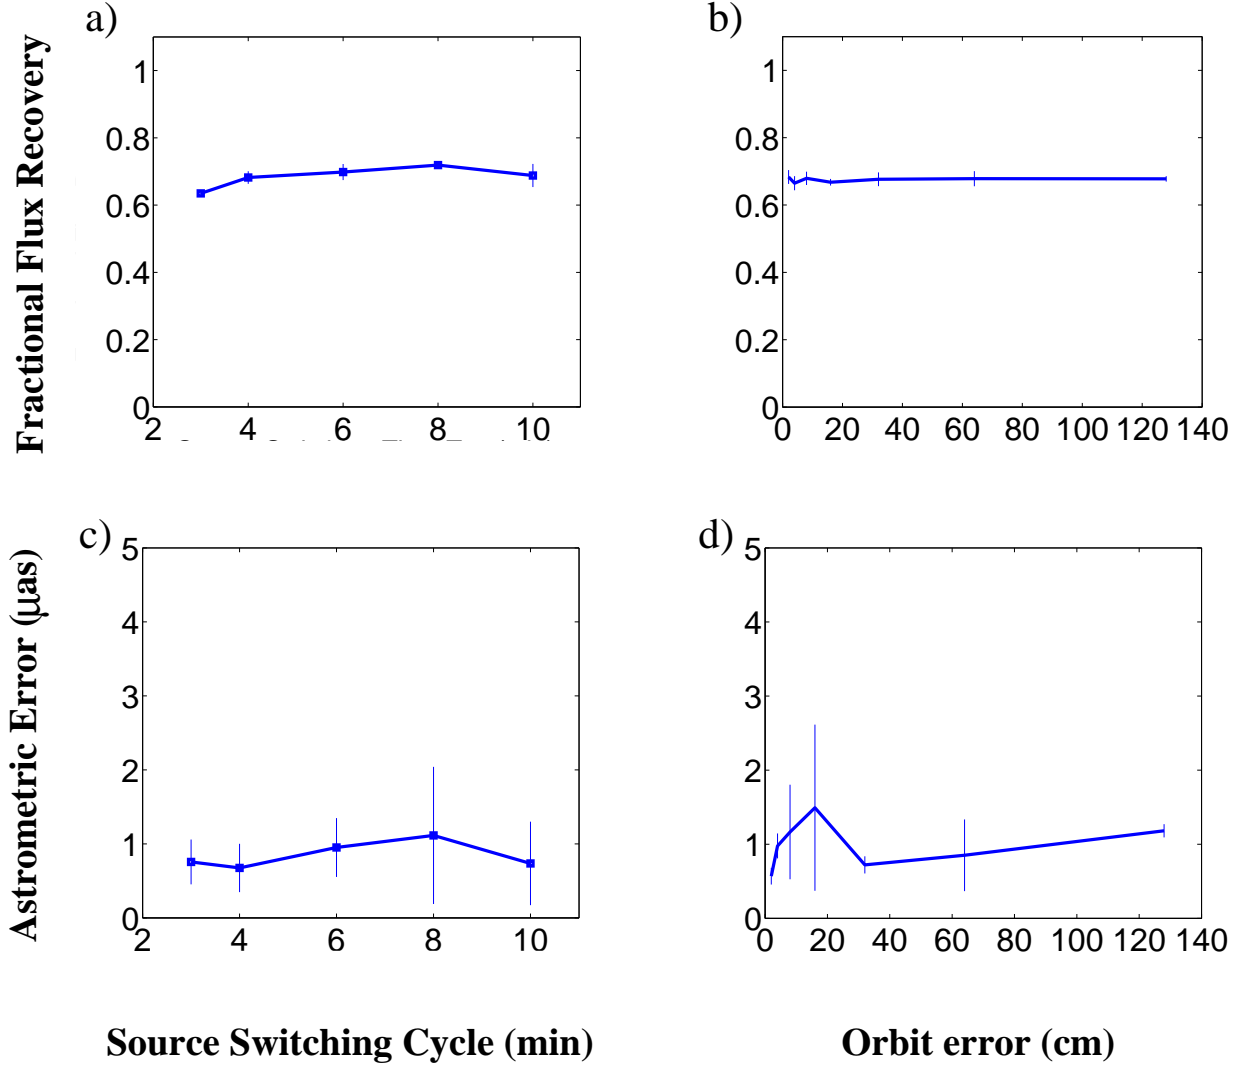 a)
b)
Fractional Flux Recovery
1
0.8
0.6
0.4
0.2
0
2 4 6 8 10
1
0.8
0.6
0.4
0.2
0
0 20 40 60 80 100 120 140
c)
d)
Astrometric Error (μas)
5
4
3
2
1
0
2 4 6 8 10
5
4
3
2
1
0
0 20 40 60 80 100 120 140
Source Switching Cycle (min)
Orbit error (cm)